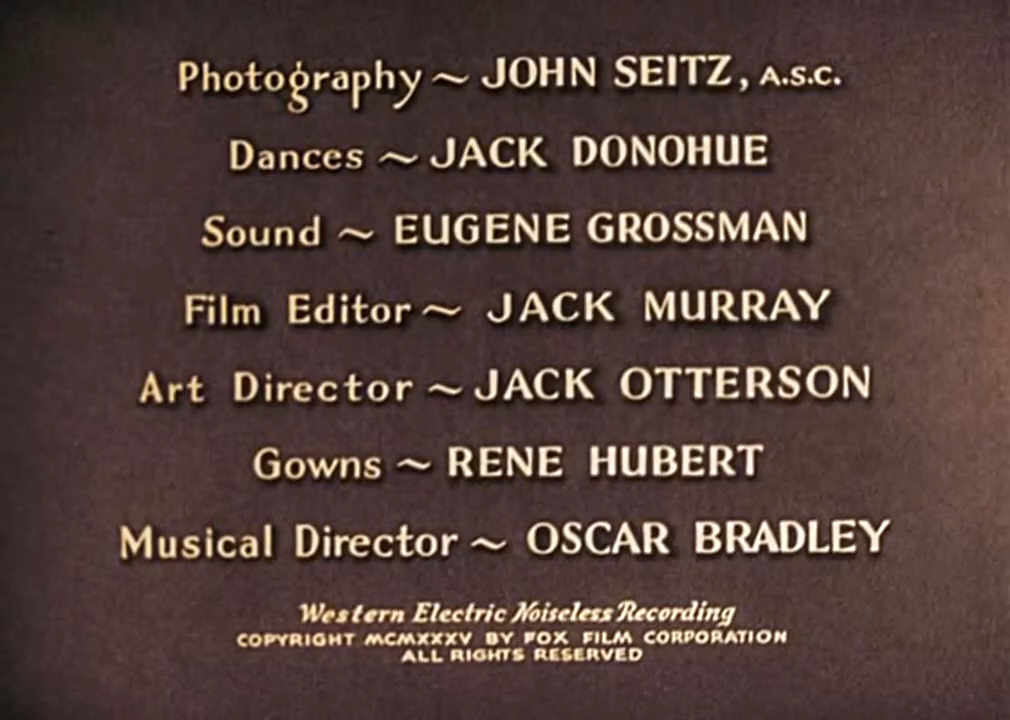 Photography ~ JOHN SEITZ, A.S.C.
Dances ~ JACK DONOHUE
Sound ~ EUGENE GROSSMAN
Film Editor ~ JACK MURRAY
Art Director ~ JACK OTTERSON
Gowns ~ RENE HUBERT
Musical Director ~ OSCAR BRADLEY
Western Electric Noiseless Recording
COPYRIGHT MCMXXXV BY FOX FILM CORPORATION
ALL RIGHTS RESERVED